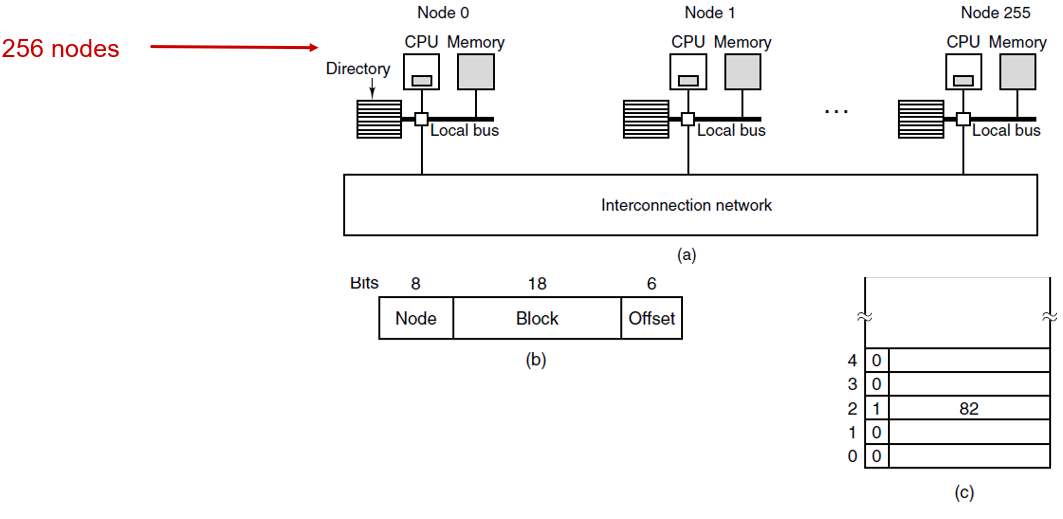 Node 0 Node 1 Node 255
256 nodes
CPU Memory CPU Memory CPU Memory
Directory
Local bus Local bus Local bus
...
Interconnection network
(a)
Bits 8 18 6
Node Block Offset
(b)
4 0
3 0
2 1 82
1 0
0 0
(c)